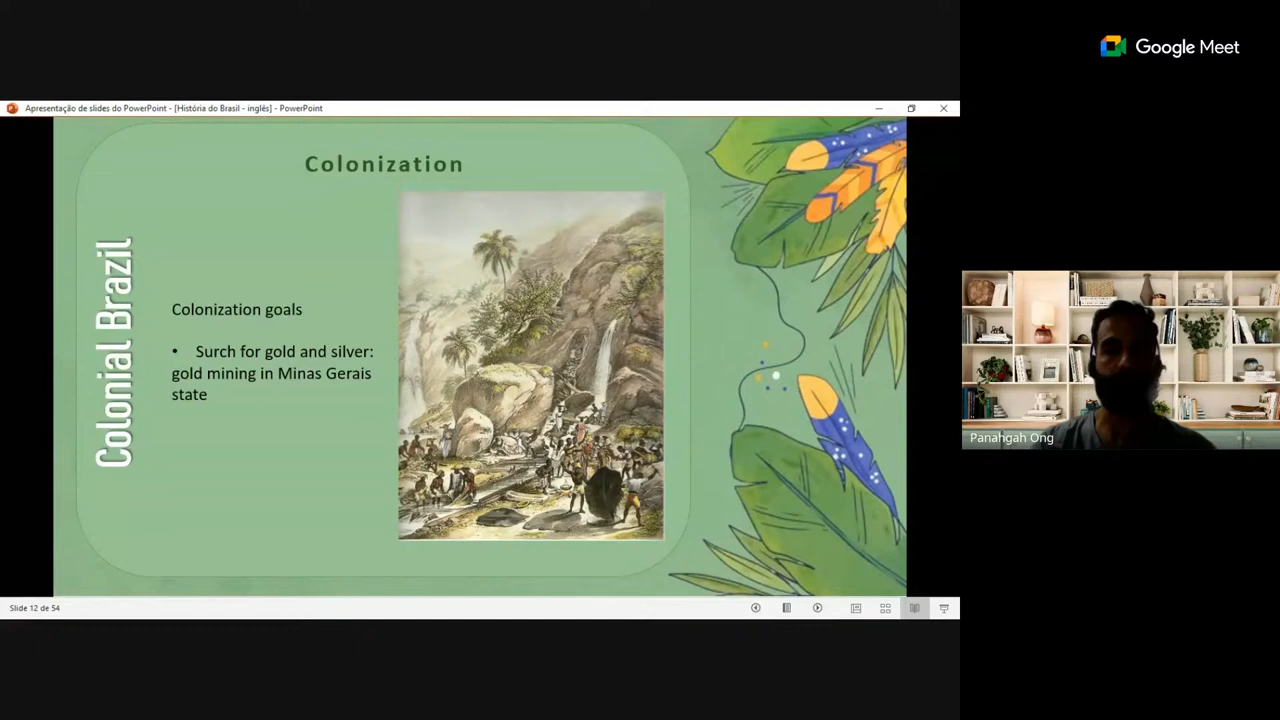 Google Meet
Apresentação de slides do PowerPoint - [História do Brasil - inglês] - PowerPoint
Colonization
Colonial Brazil
Colonization goals
• Surch for gold and silver:
gold mining in Minas Gerais
state
Panahgah Ong
Slide 12 de 54